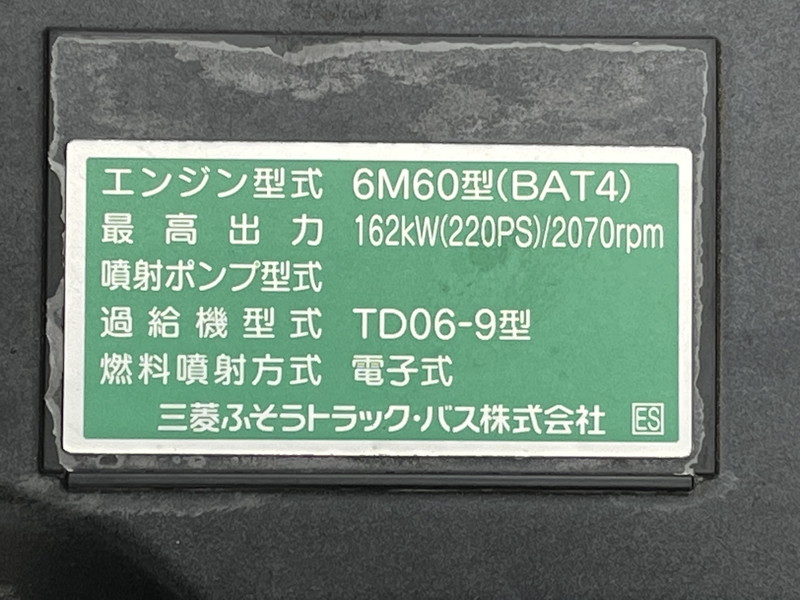 エンジン型式 6M60型(BAT4)
最高出力 162kW(220PS)/2070rpm
噴射ポンプ型式
過給機型式 TD06-9型
燃料噴射方式 電子式
三菱ふそうトラック・バス株式会社 ES